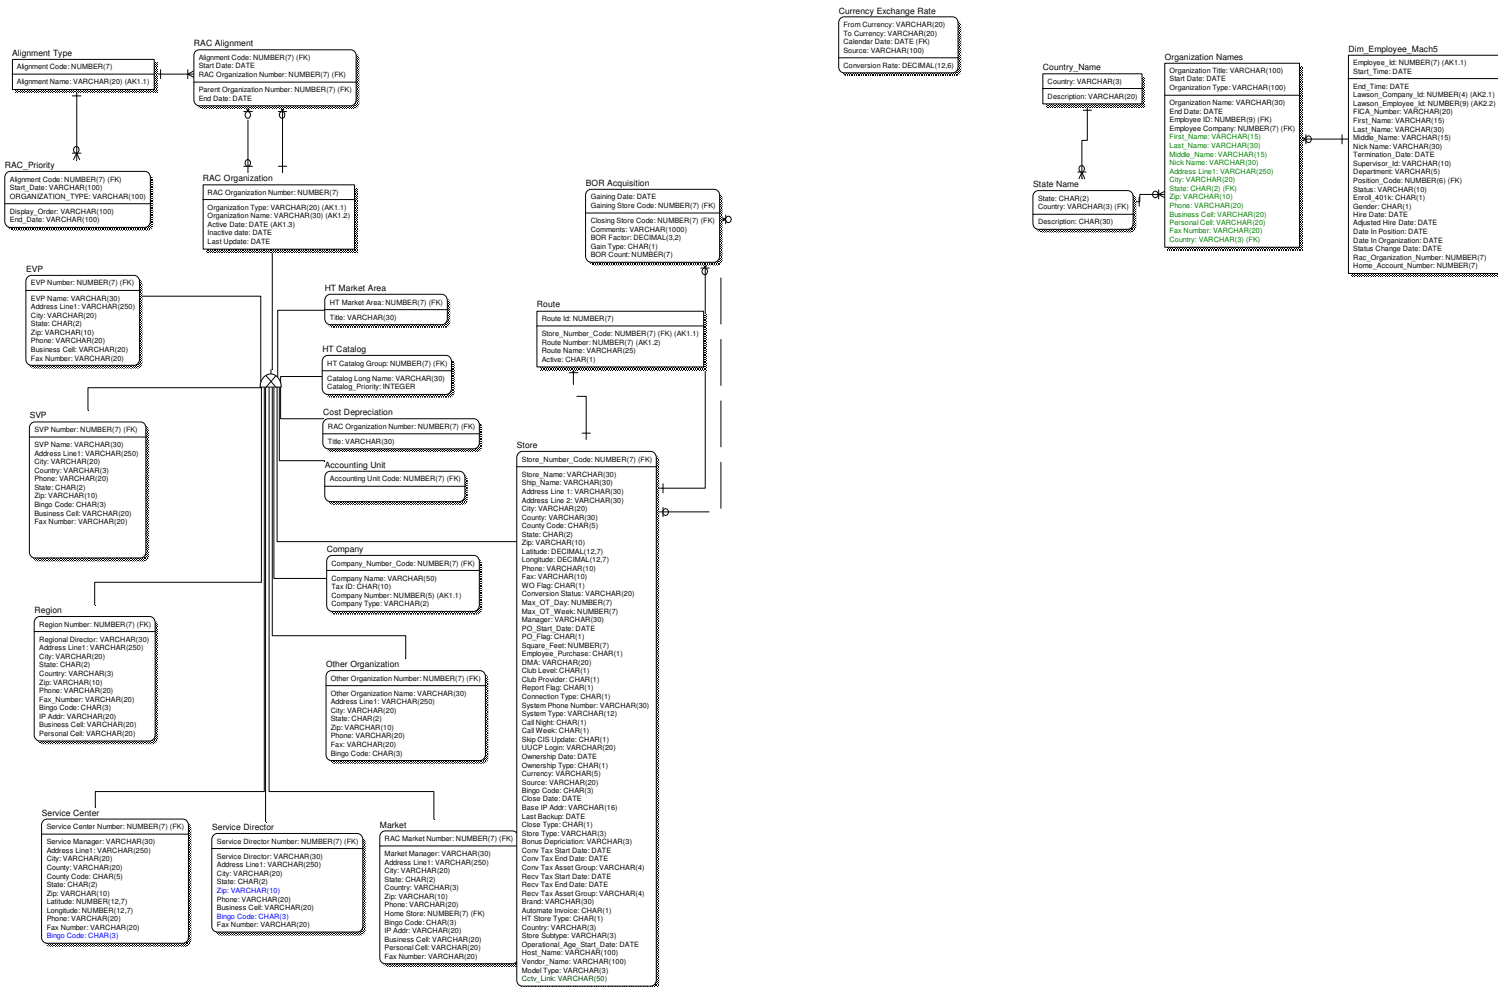 Currency Exchange Rate
From Currency: VARCHAR(20)
To Currency: VARCHAR(20)
Calendar Date: DATE (FK)
Source: VARCHAR(100)
Conversion Rate: DECIMAL(12,6)
Alignment Type
Alignment Code: NUMBER(7)
Alignment Name: VARCHAR(20) (AK1.1)
RAC Alignment
Alignment Code: NUMBER(7) (FK)
Start Date: DATE
RAC Organization Number: NUMBER(7) (FK)
Parent Organization Number: NUMBER(7) (FK)
End Date: DATE
Country_Name
Country: VARCHAR(3)
Description: VARCHAR(20)
Organization Names
Organization Title: VARCHAR(100)
Start Date: DATE
Organization Type: VARCHAR(100)
Organization Name: VARCHAR(30)
End Date: DATE
Employee ID: NUMBER(9) (FK)
Employee Company: NUMBER(7) (FK)
First_Name: VARCHAR(15)
Last_Name: VARCHAR(30)
Middle_Name: VARCHAR(15)
Nick Name: VARCHAR(30)
Address Line1: VARCHAR(250)
City: VARCHAR(20)
State: CHAR(2) (FK)
Zip: VARCHAR(10)
Phone: VARCHAR(20)
Business Cell: VARCHAR(20)
Personal Cell: VARCHAR(20)
Fax Number: VARCHAR(20)
Country: VARCHAR(3) (FK)
Dim_Employee_Mach5
Employee_Id: NUMBER(7) (AK1.1)
Start_Time: DATE
End_Time: DATE
Lawson_Company_Id: NUMBER(4) (AK2.1)
Lawson_Employee_Id: NUMBER(9) (AK2.2)
FICA_Number: VARCHAR(20)
First_Name: VARCHAR(15)
Last_Name: VARCHAR(30)
Middle_Name: VARCHAR(15)
Nick Name: VARCHAR(30)
Termination_Date: DATE
Supervisor_Id: VARCHAR(10)
Department: VARCHAR(5)
Position_Code: NUMBER(6) (FK)
Status: VARCHAR(10)
Enroll_401k: CHAR(1)
Gender: CHAR(1)
Hire Date: DATE
Adjusted Hire Date: DATE
Date In Position: DATE
Date In Organization: DATE
Status Change Date: DATE
Rac_Organization_Number: NUMBER(7)
Home_Account_Number: NUMBER(7)
RAC_Priority
Alignment Code: NUMBER(7) (FK)
Start_Date: VARCHAR(100)
ORGANIZATION_TYPE: VARCHAR(100)
Display_Order: VARCHAR(100)
End_Date: VARCHAR(100)
RAC Organization
RAC Organization Number: NUMBER(7)
Organization Type: VARCHAR(20) (AK1.1)
Organization Name: VARCHAR(30) (AK1.2)
Active Date: DATE (AK1.3)
Inactive date: DATE
Last Update: DATE
BOR Acquisition
Gaining Date: DATE
Gaining Store Code: NUMBER(7) (FK)
Closing Store Code: NUMBER(7) (FK)
Comments: VARCHAR(1000)
BOR Factor: DECIMAL(3,2)
Gain Type: CHAR(1)
BOR Count: NUMBER(7)
State Name
State: CHAR(2)
Country: VARCHAR(3) (FK)
Description: CHAR(30)
EVP
EVP Number: NUMBER(7) (FK)
EVP Name: VARCHAR(30)
Address Line1: VARCHAR(250)
City: VARCHAR(20)
State: CHAR(2)
Zip: VARCHAR(10)
Phone: VARCHAR(20)
Business Cell: VARCHAR(20)
Fax Number: VARCHAR(20)
HT Market Area
HT Market Area: NUMBER(7) (FK)
Title: VARCHAR(30)
Route
Route Id: NUMBER(7)
Store_Number_Code: NUMBER(7) (FK) (AK1.1)
Route Number: NUMBER(7) (AK1.2)
Route Name: VARCHAR(25)
Active: CHAR(1)
HT Catalog
HT Catalog Group: NUMBER(7) (FK)
Catalog Long Name: VARCHAR(30)
Catalog_Priority: INTEGER
SVP
SVP Number: NUMBER(7) (FK)
SVP Name: VARCHAR(30)
Address Line1: VARCHAR(250)
City: VARCHAR(20)
Country: VARCHAR(3)
Phone: VARCHAR(20)
State: CHAR(2)
Zip: VARCHAR(10)
Bingo Code: CHAR(3)
Business Cell: VARCHAR(20)
Fax Number: VARCHAR(20)
Cost Depreciation
RAC Organization Number: NUMBER(7) (FK)
Title: VARCHAR(30)
Accounting Unit
Accounting Unit Code: NUMBER(7) (FK)
Company
Company_Number_Code: NUMBER(7) (FK)
Company Name: VARCHAR(50)
Tax ID: CHAR(10)
Company Number: NUMBER(5) (AK1.1)
Company Type: VARCHAR(2)
Store
Store_Number_Code: NUMBER(7) (FK)
Store_Name: VARCHAR(30)
Ship_Name: VARCHAR(30)
Address Line 1: VARCHAR(30)
Address Line 2: VARCHAR(30)
City: VARCHAR(20)
County: VARCHAR(30)
County Code: CHAR(5)
State: CHAR(2)
Zip: VARCHAR(10)
Latitude: DECIMAL(12,7)
Longitude: DECIMAL(12,7)
Phone: VARCHAR(10)
Fax: VARCHAR(10)
WO Flag: CHAR(1)
Conversion Status: VARCHAR(20)
Max_OT_Day: NUMBER(7)
Max_OT_Week: NUMBER(7)
Manager: VARCHAR(30)
PO_Start_Date: DATE
PO_Flag: CHAR(1)
Square_Feet: NUMBER(7)
Employee_Purchase: CHAR(1)
DMA: VARCHAR(20)
Club Level: CHAR(1)
Club Provider: CHAR(1)
Report Flag: CHAR(1)
Connection Type: CHAR(1)
System Phone Number: VARCHAR(30)
System Type: VARCHAR(12)
Call Night: CHAR(1)
Call Week: CHAR(1)
Skip CIS Update: CHAR(1)
UUCP Login: VARCHAR(20)
Ownership Date: DATE
Ownership Type: CHAR(1)
Currency: VARCHAR(5)
Source: VARCHAR(20)
Bingo Code: CHAR(3)
Close Date: DATE
Base IP Addr: VARCHAR(16)
Last Backup: DATE
Close Type: CHAR(1)
Store Type: VARCHAR(3)
Bonus Depriciation: VARCHAR(3)
Conv Tax Start Date: DATE
Conv Tax End Date: DATE
Conv Tax Asset Group: VARCHAR(4)
Recv Tax Start Date: DATE
Recv Tax End Date: DATE
Recv Tax Asset Group: VARCHAR(4)
Brand: VARCHAR(30)
Automate Invoice: CHAR(1)
HT Store Type: CHAR(1)
Country: VARCHAR(3)
Store Subtype: VARCHAR(3)
Operational_Age_Start_Date: DATE
Host_Name: VARCHAR(100)
Vendor_Name: VARCHAR(100)
Model Type: VARCHAR(3)
Cctv_Link: VARCHAR(50)
Region
Region Number: NUMBER(7) (FK)
Regional Director: VARCHAR(30)
Address Line1: VARCHAR(250)
City: VARCHAR(20)
State: CHAR(2)
Country: VARCHAR(3)
Zip: VARCHAR(10)
Phone: VARCHAR(20)
Fax_Number: VARCHAR(20)
Bingo Code: CHAR(3)
IP Addr: VARCHAR(20)
Business Cell: VARCHAR(20)
Personal Cell: VARCHAR(20)
Other Organization
Other Organization Number: NUMBER(7) (FK)
Other Organization Name: VARCHAR(30)
Address Line1: VARCHAR(250)
City: VARCHAR(20)
State: CHAR(2)
Zip: VARCHAR(10)
Phone: VARCHAR(20)
Fax: VARCHAR(20)
Bingo Code: CHAR(3)
Service Center
Service Center Number: NUMBER(7) (FK)
Service Manager: VARCHAR(30)
Address Line1: VARCHAR(250)
City: VARCHAR(20)
County: VARCHAR(20)
County Code: CHAR(5)
State: CHAR(2)
Zip: VARCHAR(10)
Latitude: NUMBER(12,7)
Longitude: NUMBER(12,7)
Phone: VARCHAR(20)
Fax Number: VARCHAR(20)
Bingo Code: CHAR(3)
Service Director
Service Director Number: NUMBER(7) (FK)
Service Director: VARCHAR(30)
Address Line1: VARCHAR(250)
City: VARCHAR(20)
State: CHAR(2)
Zip: VARCHAR(10)
Phone: VARCHAR(20)
Business Cell: VARCHAR(20)
Bingo Code: CHAR(3)
Fax Number: VARCHAR(20)
Market
RAC Market Number: NUMBER(7) (FK)
Market Manager: VARCHAR(30)
Address Line1: VARCHAR(250)
City: VARCHAR(20)
State: CHAR(2)
Country: VARCHAR(3)
Zip: VARCHAR(10)
Phone: VARCHAR(20)
Home Store: NUMBER(7) (FK)
Bingo Code: CHAR(3)
IP Addr: VARCHAR(20)
Business Cell: VARCHAR(20)
Personal Cell: VARCHAR(20)
Fax Number: VARCHAR(20)